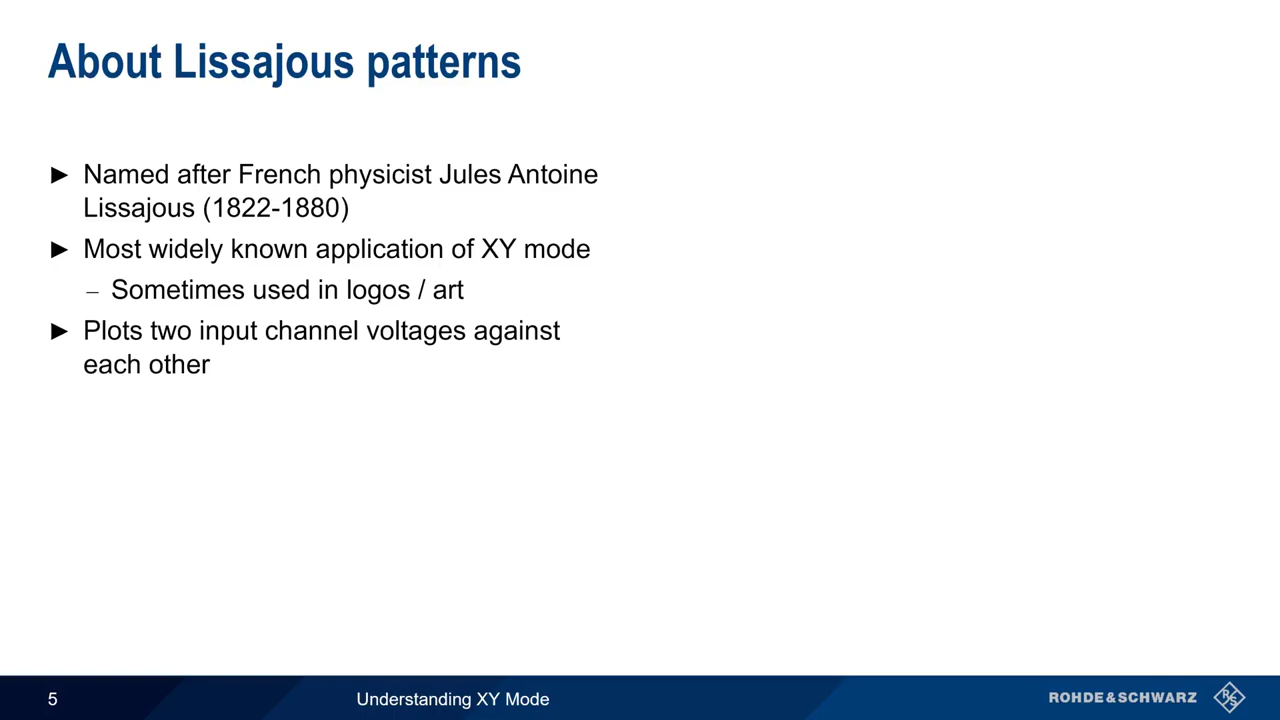 About Lissajous patterns
► Named after French physicist Jules Antoine
Lissajous (1822-1880)
► Most widely known application of XY mode
– Sometimes used in logos / art
► Plots two input channel voltages against
each other
5
Understanding XY Mode
ROHDE & SCHWARZ
R
S